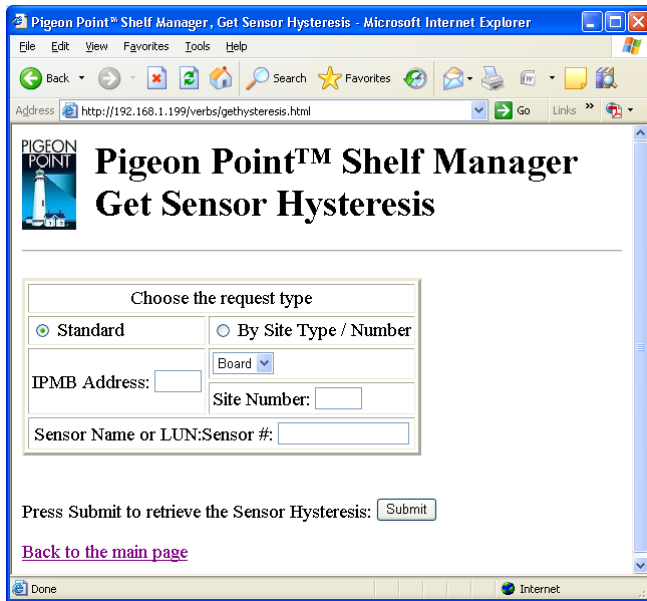 Pigeon Point™ Shelf Manager, Get Sensor Hysteresis - Microsoft Internet Explorer
File Edit View Favorites Tools Help
Back Search Favorites
Address http://192.168.1.199/verbs/gethysteresis.html Go Links »
PIGEON
POINT
Pigeon Point™ Shelf Manager
Get Sensor Hysteresis
Choose the request type
Standard By Site Type / Number
Board
IPMB Address:
Site Number:
Sensor Name or LUN:Sensor #:
Press Submit to retrieve the Sensor Hysteresis: Submit
Back to the main page
Done Internet